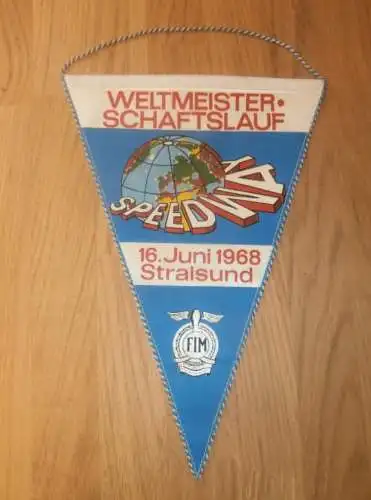 WELTMEISTER•
SCHAFTSLAUF
SPEEDWAY
16. Juni 1968
Stralsund
FIM